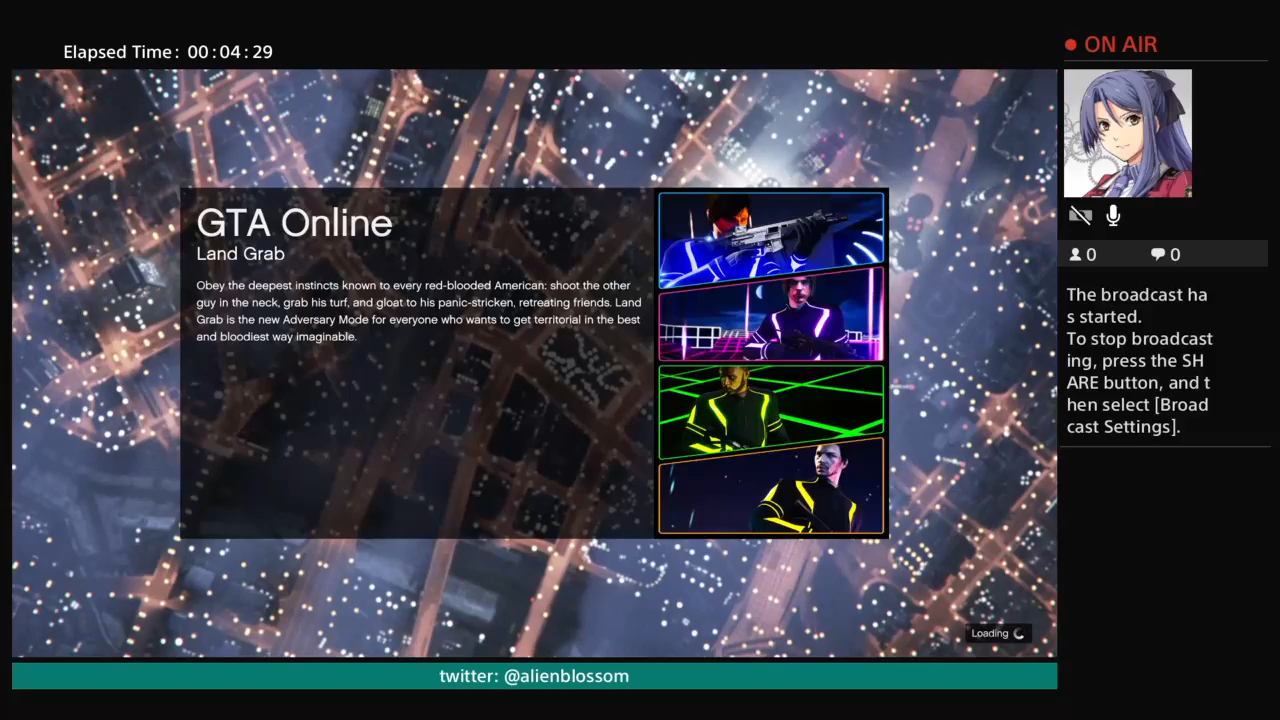 Elapsed Time: 00:04:29
ON AIR
GTA Online
Land Grab
Obey the deepest instincts known to every red-blooded American: shoot the other
guy in the neck, grab his turf, and gloat to his panic-stricken, retreating friends. Land
Grab is the new Adversary Mode for everyone who wants to get territorial in the best
and bloodiest way imaginable.
0 0
The broadcast ha
s started.
To stop broadcast
ing, press the SH
ARE button, and t
hen select [Broad
cast Settings].
Loading
twitter: @alienblossom